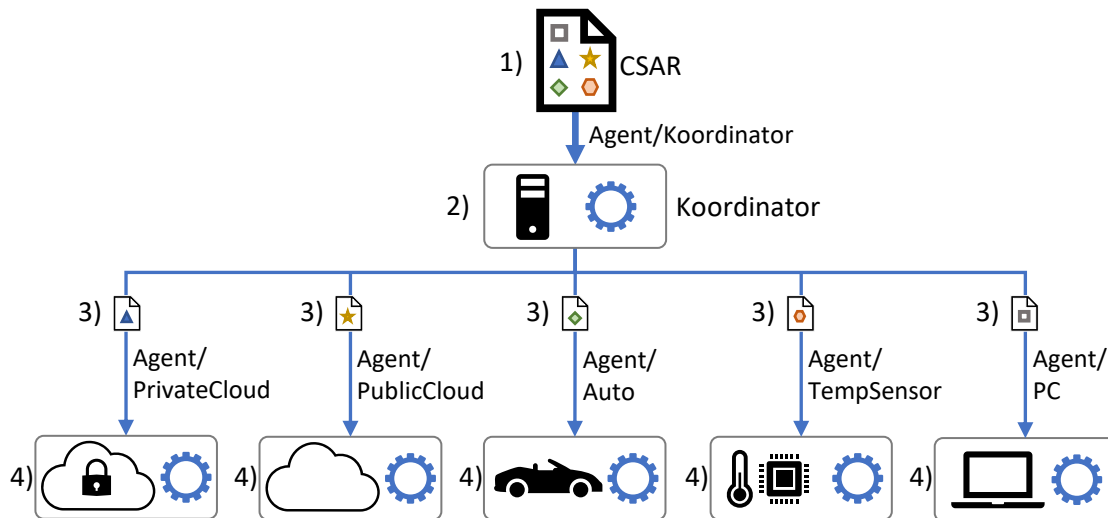 1)
CSAR
Agent/Koordinator
2)
Koordinator
3)
3)
3)
3)
3)
Agent/
PrivateCloud
Agent/
PublicCloud
Agent/
Auto
Agent/
TempSensor
Agent/
PC
4)
4)
4)
4)
4)